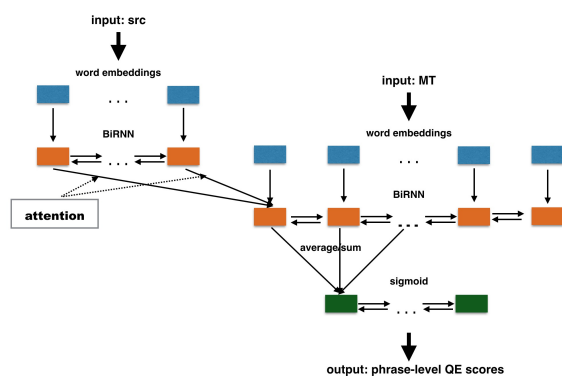 input: src
word embeddings
. . .
BiRNN
. . .
attention
input: MT
word embeddings
. . .
BiRNN
. . .
average/sum
sigmoid
. . .
output: phrase-level QE scores